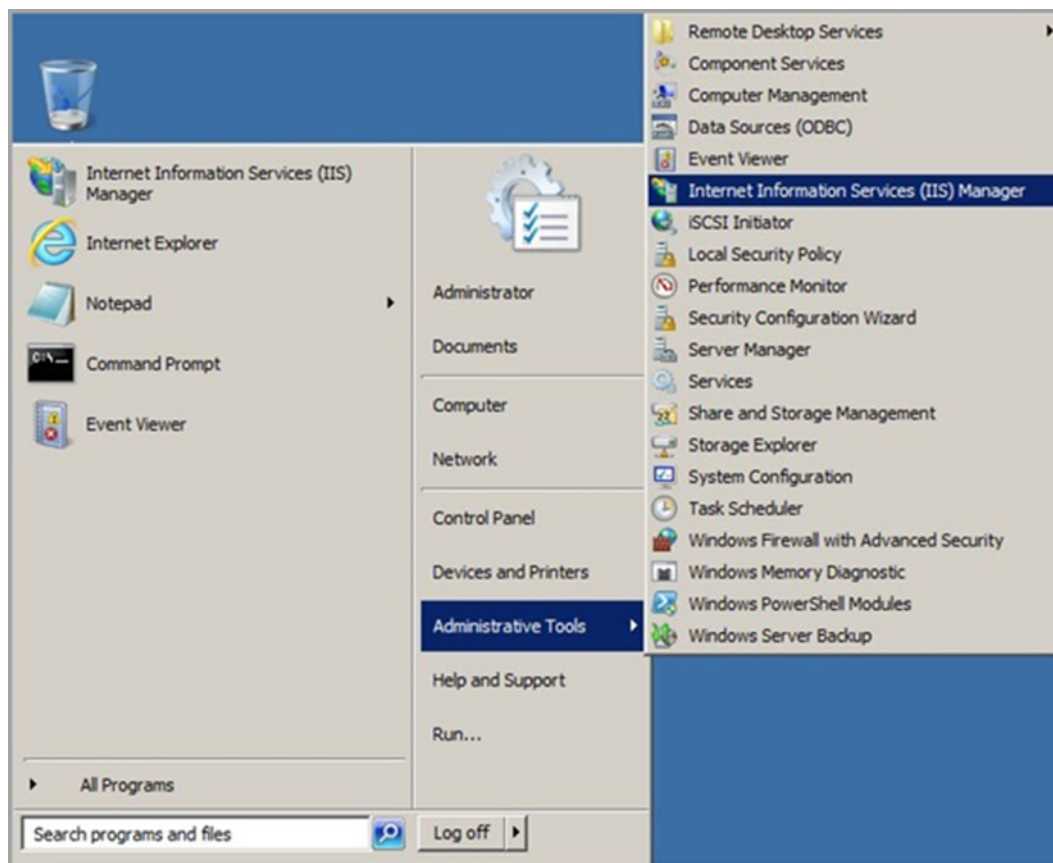 Internet Information Services (IIS)
Manager
Internet Explorer
Notepad
C:\
Command Prompt
Event Viewer
All Programs
Search programs and files
Administrator
Documents
Computer
Network
Control Panel
Devices and Printers
Administrative Tools
Help and Support
Run...
Log off
Remote Desktop Services
Component Services
Computer Management
Data Sources (ODBC)
Event Viewer
Internet Information Services (IIS) Manager
iSCSI Initiator
Local Security Policy
Performance Monitor
Security Configuration Wizard
Server Manager
Services
Share and Storage Management
Storage Explorer
System Configuration
Task Scheduler
Windows Firewall with Advanced Security
Windows Memory Diagnostic
Windows PowerShell Modules
Windows Server Backup